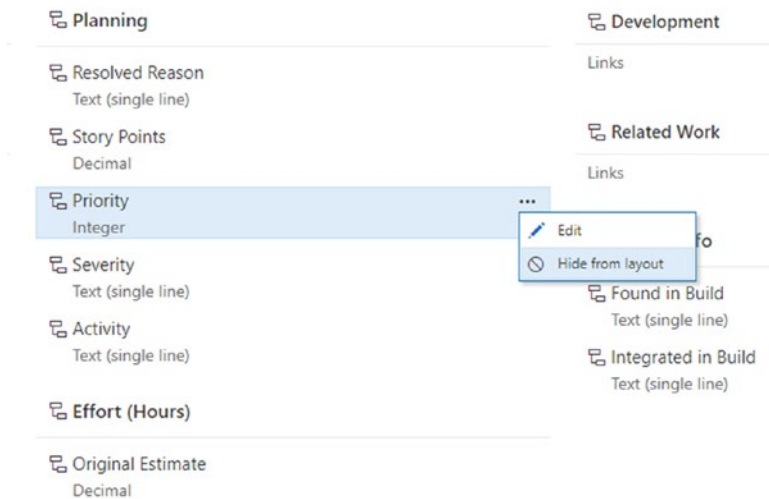 Planning
Resolved Reason
Text (single line)
Story Points
Decimal
Priority
Integer
Severity
Text (single line)
Activity
Text (single line)
Effort (Hours)
Original Estimate
Decimal
Development
Links
Related Work
Links
Edit
Hide from layout
fo
Found in Build
Text (single line)
Integrated in Build
Text (single line)